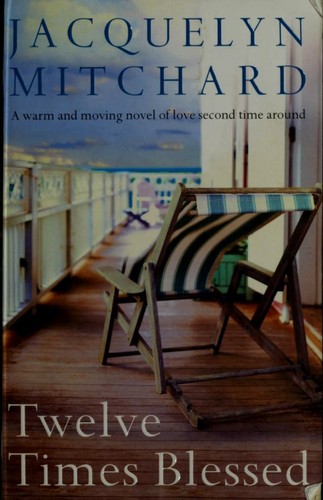 JACQUELYN
MITCHARD
A warm and moving novel of love second time around
Twelve
Times Blessed